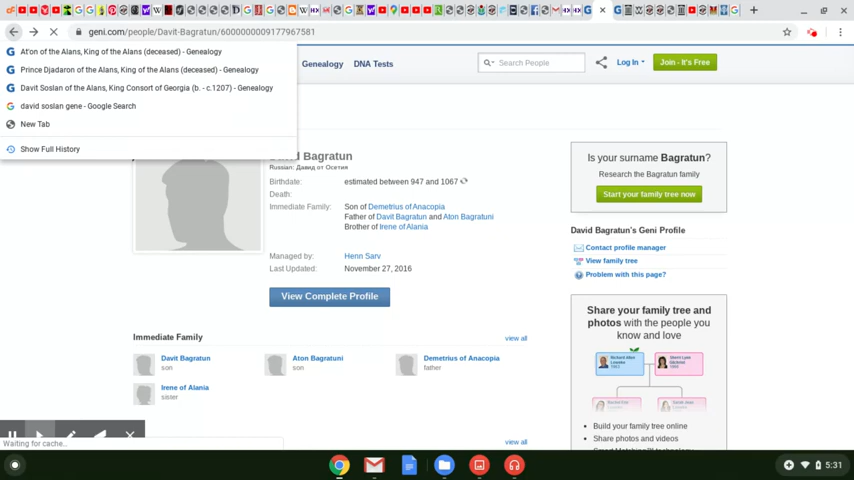 geni.com/people/Davit-Bagratun/6000000009177967581
At'on of the Alans, King of the Alans (deceased) - Genealogy
Prince Djadaron of the Alans, King of the Alans (deceased) - Genealogy
Davit Soslan of the Alans, King Consort of Georgia (b. - c.1207) - Genealogy
david soslan gene - Google Search
New Tab
Show Full History
Genealogy DNA Tests
Search People
Log In
Join - It's Free
Bagratun
Russian: Давид от Осетия
Birthdate: estimated between 947 and 1067
Death:
Immediate Family: Son of Demetrius of Anacopia
Father of Davit Bagratun and Aton Bagratuni
Brother of Irene of Alania
Managed by: Henn Sarv
Last Updated: November 27, 2016
View Complete Profile
Immediate Family view all
Davit Bagratun
son
Aton Bagratuni
son
Demetrius of Anacopia
father
Irene of Alania
sister
view all
Is your surname Bagratun?
Research the Bagratun family
Start your family tree now
David Bagratun's Geni Profile
Contact profile manager
View family tree
Problem with this page?
Share your family tree and
photos with the people you
know and love
Build your family tree online
Share photos and videos
Waiting for cache...
5:31